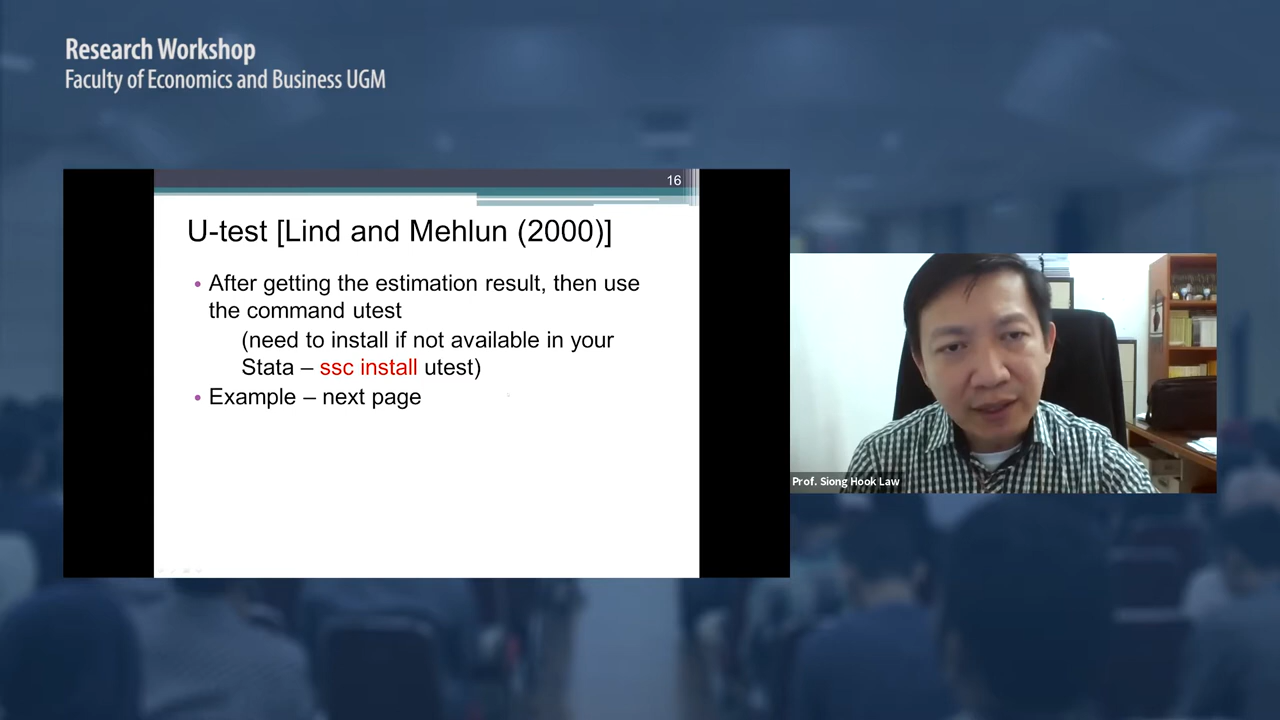 Research Workshop
Faculty of Economics and Business UGM
16
U-test [Lind and Mehlun (2000)]
• After getting the estimation result, then use
the command utest
(need to install if not available in your
Stata – ssc install utest)
• Example – next page
Prof. Siong Hook Law